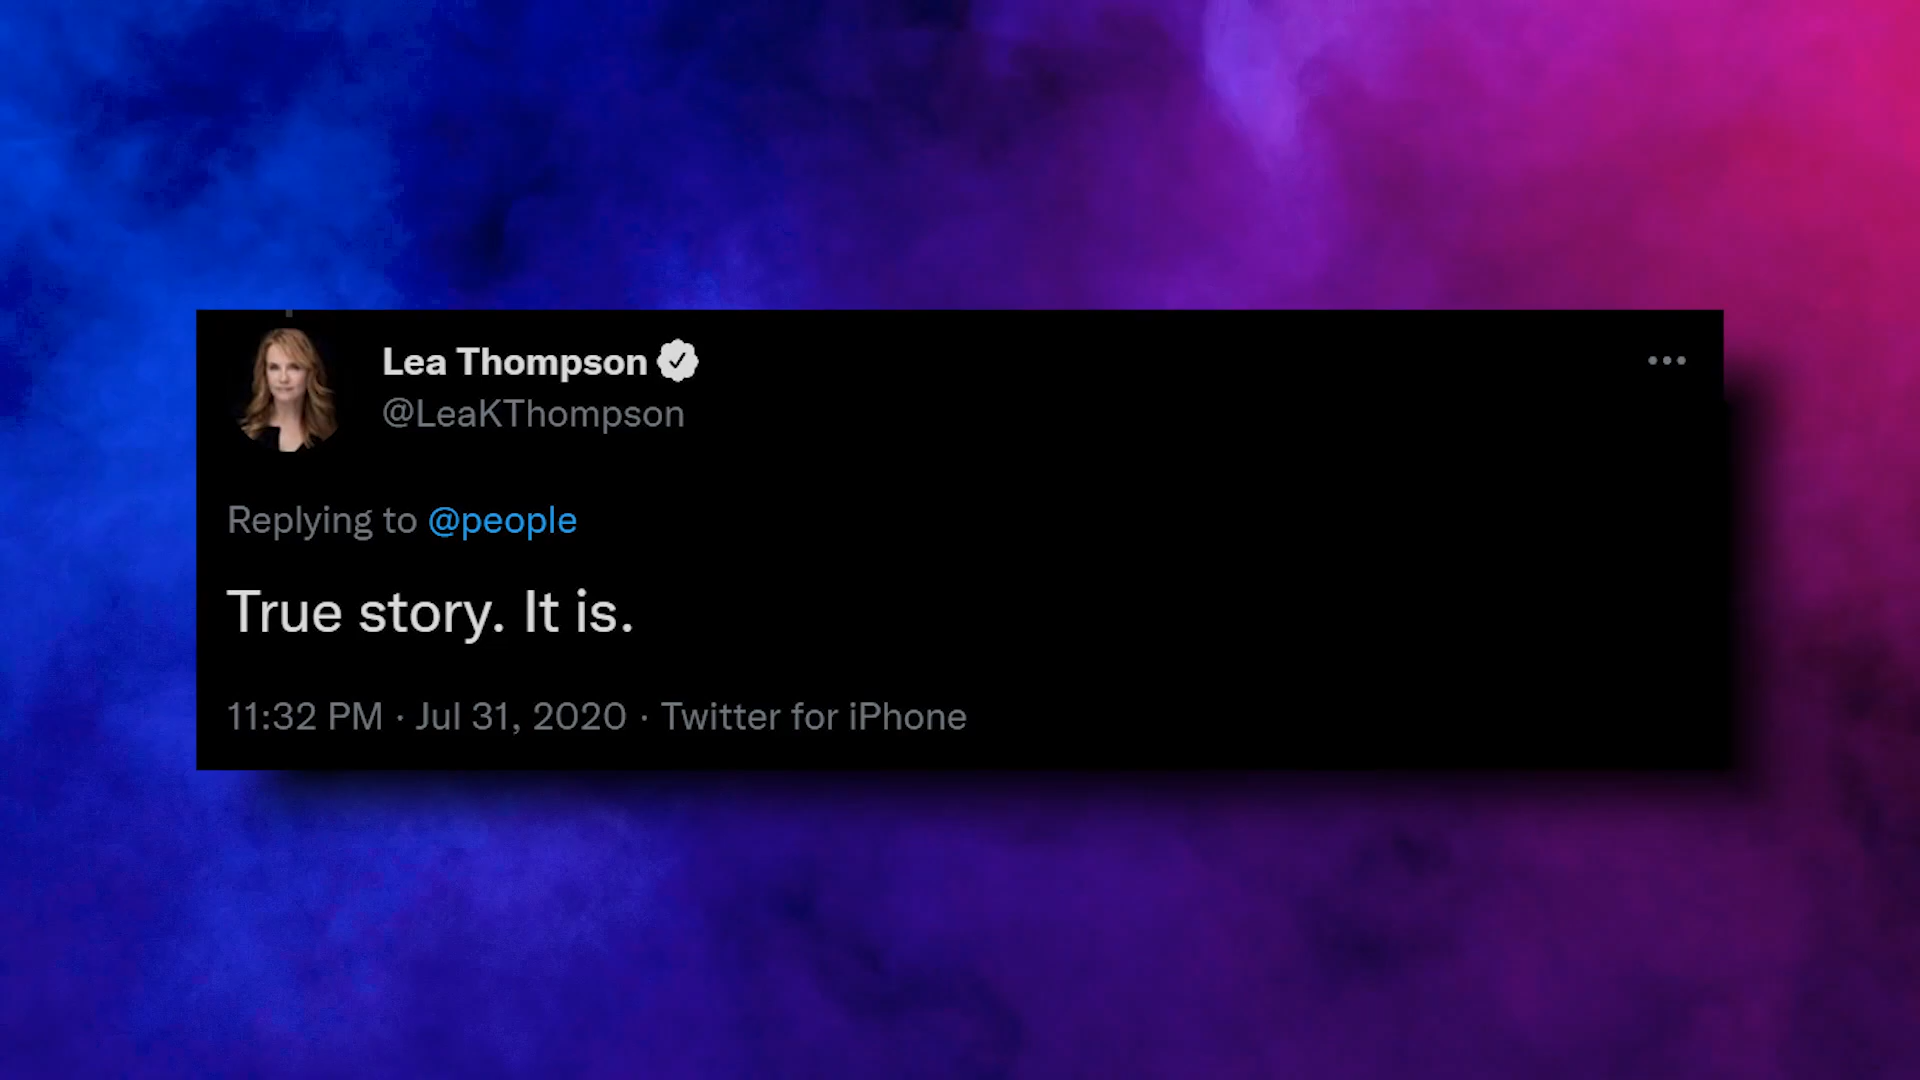 Lea Thompson
@LeaKThompson
Replying to @people
True story. It is.
11:32 PM · Jul 31, 2020 · Twitter for iPhone